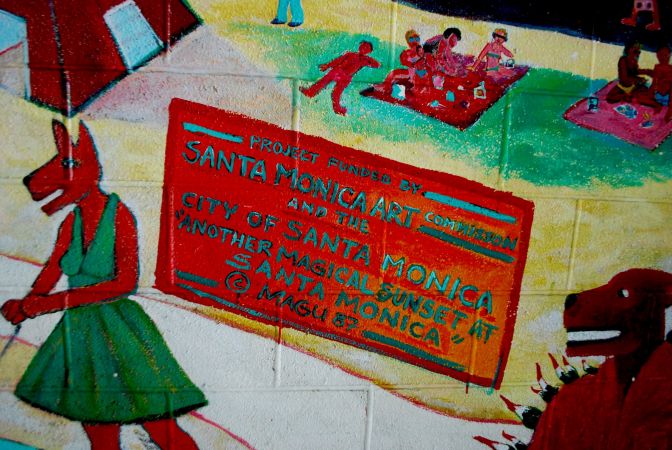 PROJECT FUNDED BY:
SANTA MONICA ART COMMISSION
AND THE
CITY OF SANTA MONICA
"ANOTHER MAGICAL SUNSET AT
SANTA MONICA"
© MAGU 87